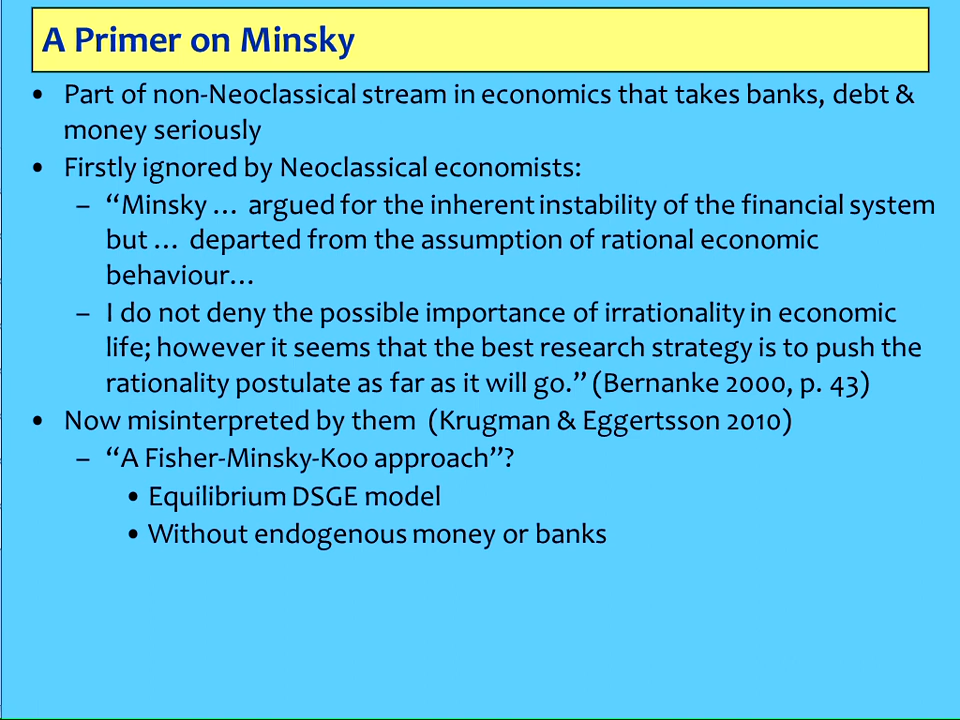 A Primer on Minsky
• Part of non-Neoclassical stream in economics that takes banks, debt &
money seriously
• Firstly ignored by Neoclassical economists:
– “Minsky … argued for the inherent instability of the financial system
but … departed from the assumption of rational economic
behaviour…
– I do not deny the possible importance of irrationality in economic
life; however it seems that the best research strategy is to push the
rationality postulate as far as it will go.” (Bernanke 2000, p. 43)
• Now misinterpreted by them (Krugman & Eggertsson 2010)
– “A Fisher-Minsky-Koo approach”?
• Equilibrium DSGE model
• Without endogenous money or banks